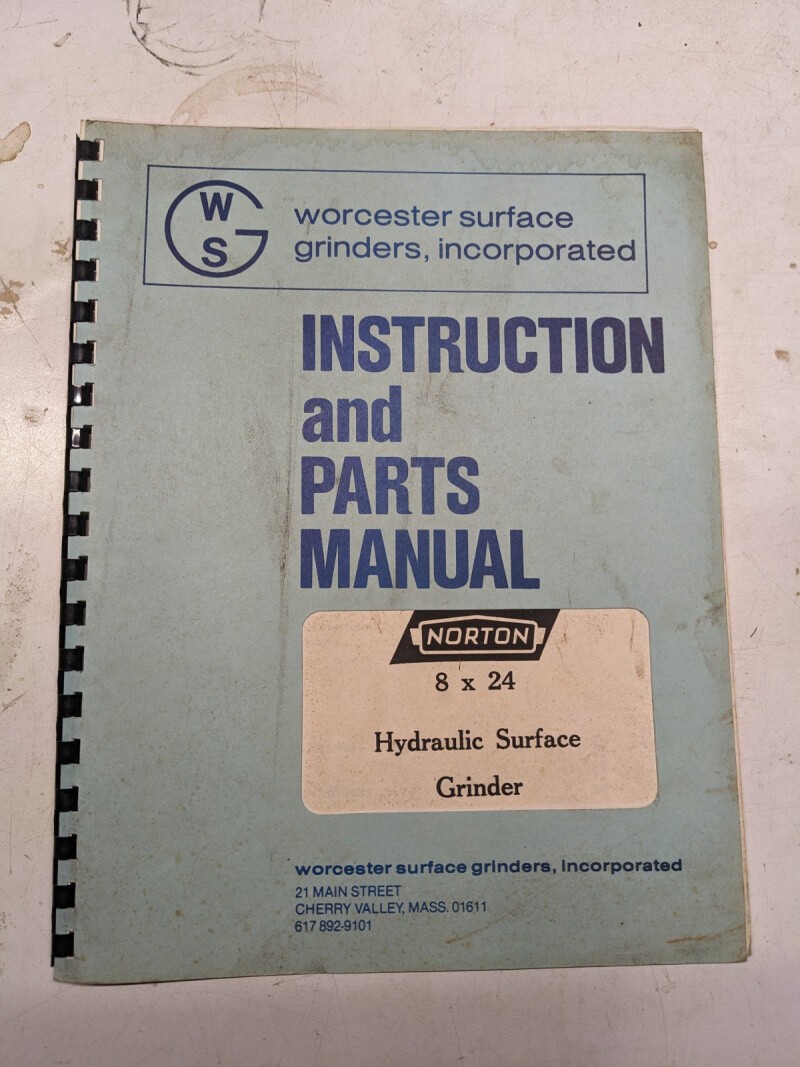 W
S
worcester surface
grinders, incorporated
INSTRUCTION
and
PARTS
MANUAL
NORTON
8 x 24
Hydraulic Surface
Grinder
worcester surface grinders, incorporated
21 MAIN STREET
CHERRY VALLEY, MASS. 01611
617 892-9101